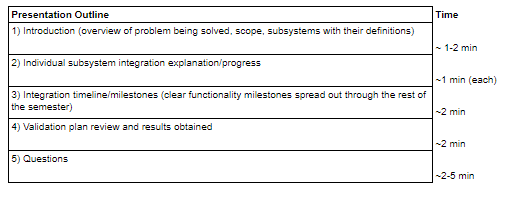 Presentation Outline Time
1) Introduction (overview of problem being solved, scope, subsystems with their definitions)
~ 1-2 min
2) Individual subsystem integration explanation/progress
~1 min (each)
3) Integration timeline/milestones (clear functionality milestones spread out through the rest of
the semester)
~2 min
4) Validation plan review and results obtained
~2 min
5) Questions
~2-5 min